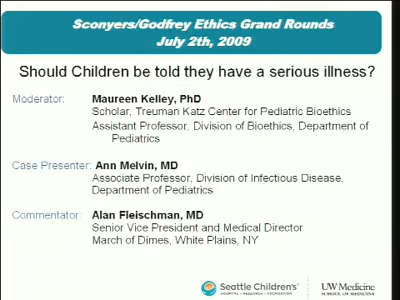 Sconyers/Godfrey Ethics Grand Rounds
July 2th, 2009
Should Children be told they have a serious illness?
Moderator: Maureen Kelley, PhD
Scholar, Treuman Katz Center for Pediatric Bioethics
Assistant Professor, Division of Bioethics, Department of
Pediatrics
Case Presenter: Ann Melvin, MD
Associate Professor, Division of Infectious Disease,
Department of Pediatrics
Commentator: Alan Fleischman, MD
Senior Vice President and Medical Director
March of Dimes, White Plains, NY
Seattle Children's
HOSPITAL • RESEARCH • FOUNDATION
UW Medicine
SCHOOL OF MEDICINE